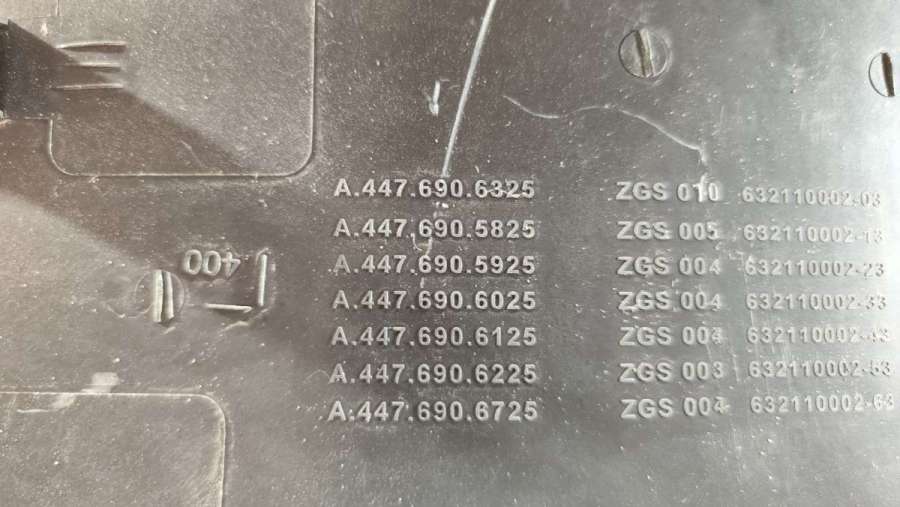 A.447.690.6325 ZGS 010 632110002-03
A.447.690.5825 ZGS 005 632110002-13
A.447.690.5925 ZGS 004 632110002-23
A.447.690.6025 ZGS 004 632110002-33
A.447.690.6125 ZGS 004 632110002-43
A.447.690.6225 ZGS 003 632110002-53
A.447.690.6725 ZGS 004 632110002-63
400